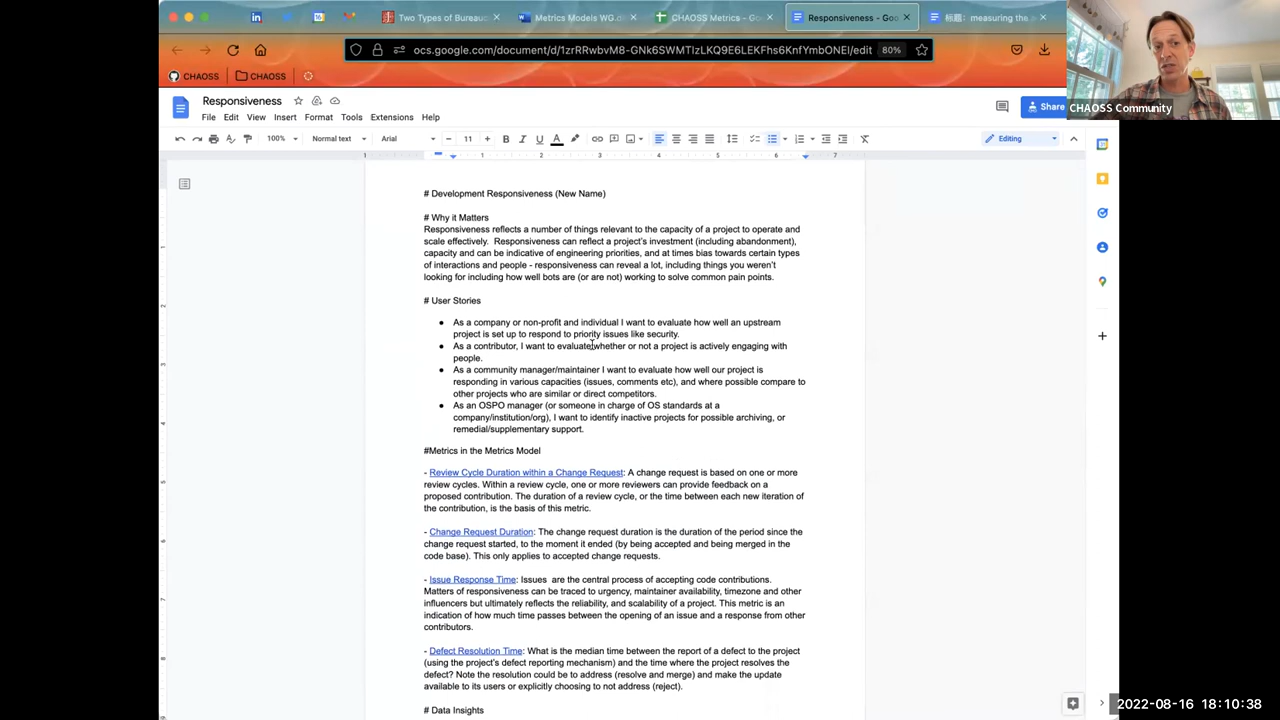 Two Types of Bureauc
Metrics Models WG.d
CHAOSS Metrics - Go
Responsiveness - Goo
标题：measuring the
ocs.google.com/document/d/1zrRRwbvM8-GNk6SWMTIzLKQ9E6LEKFhs6KnfYmbONEI/edit
80%
CHAOSS
CHAOSS
CHAOSS Community
Responsiveness
File Edit View Insert Format Tools Extensions Help
Share
100% Normal text Arial 11 Editing
1 1 2 3 4 5 6 7
# Development Responsiveness (New Name)
# Why it Matters
Responsiveness reflects a number of things relevant to the capacity of a project to operate and
scale effectively. Responsiveness can reflect a project's investment (including abandonment),
capacity and can be indicative of engineering priorities, and at times bias towards certain types
of interactions and people - responsiveness can reveal a lot, including things you weren't
looking for including how well bots are (or are not) working to solve common pain points.
# User Stories
● As a company or non-profit and individual I want to evaluate how well an upstream
project is set up to respond to priority issues like security.
● As a contributor, I want to evaluate whether or not a project is actively engaging with
people.
● As a community manager/maintainer I want to evaluate how well our project is
responding in various capacities (issues, comments etc), and where possible compare to
other projects who are similar or direct competitors.
● As an OSPO manager (or someone in charge of OS standards at a
company/institution/org), I want to identify inactive projects for possible archiving, or
remedial/supplementary support.
#Metrics in the Metrics Model
- Review Cycle Duration within a Change Request: A change request is based on one or more
review cycles. Within a review cycle, one or more reviewers can provide feedback on a
proposed contribution. The duration of a review cycle, or the time between each new iteration of
the contribution, is the basis of this metric.
- Change Request Duration: The change request duration is the duration of the period since the
change request started, to the moment it ended (by being accepted and being merged in the
code base). This only applies to accepted change requests.
- Issue Response Time: Issues are the central process of accepting code contributions.
Matters of responsiveness can be traced to urgency, maintainer availability, timezone and other
influencers but ultimately reflects the reliability, and scalability of a project. This metric is an
indication of how much time passes between the opening of an issue and a response from other
contributors.
- Defect Resolution Time: What is the median time between the report of a defect to the project
(using the project's defect reporting mechanism) and the time where the project resolves the
defect? Note the resolution could be to address (resolve and merge) and make the update
available to its users or explicitly choosing to not address (reject).
# Data Insights
2022-08-16 18:10:38